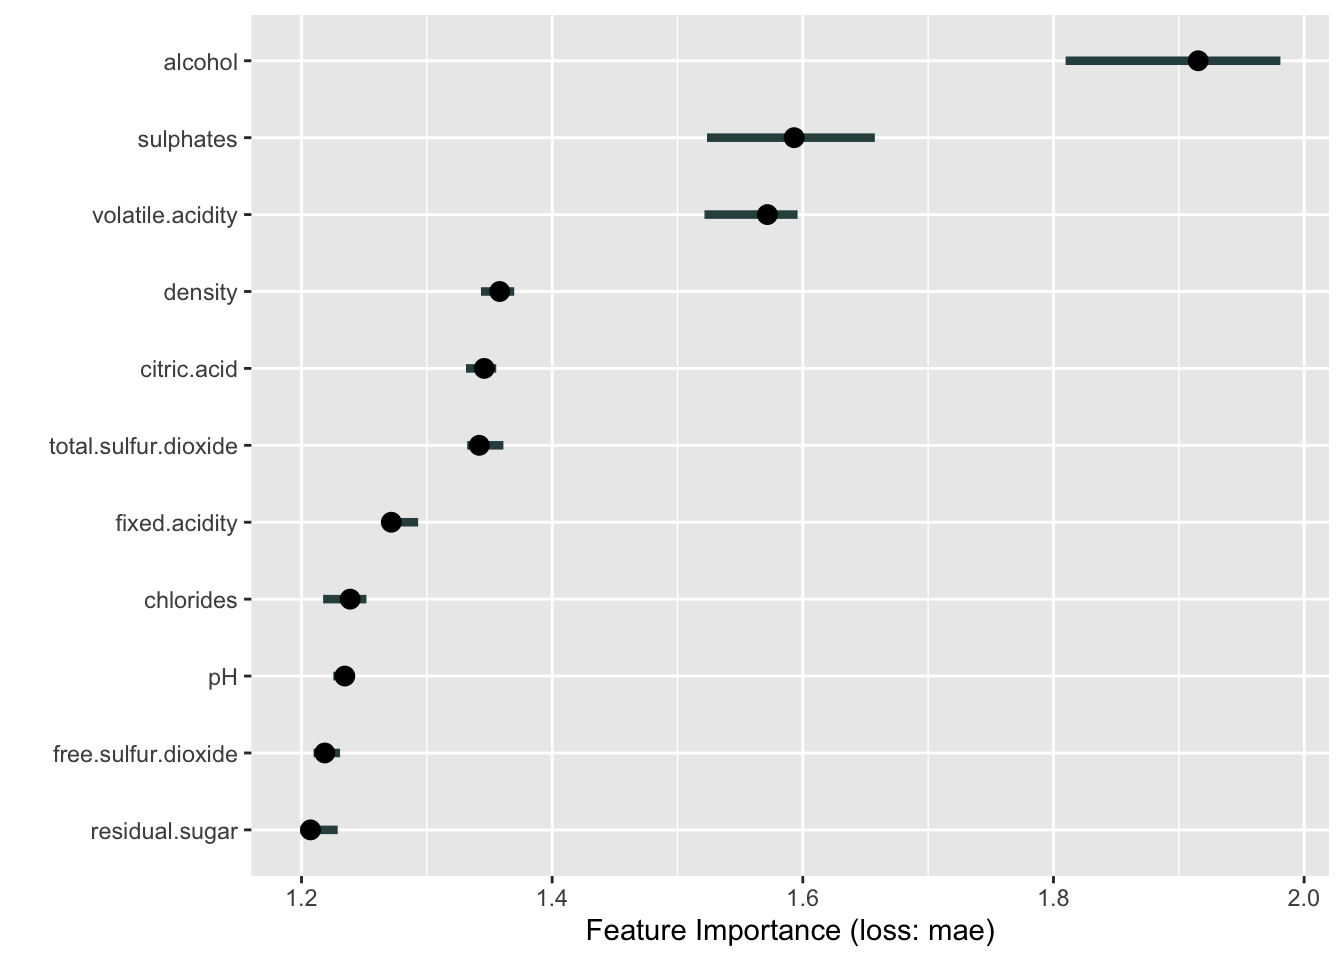 alcohol
sulphates
volatile.acidity
density
citric.acid
total.sulfur.dioxide
fixed.acidity
chlorides
pH
free.sulfur.dioxide
residual.sugar
1.2 1.4 1.6 1.8 2.0
Feature Importance (loss: mae)